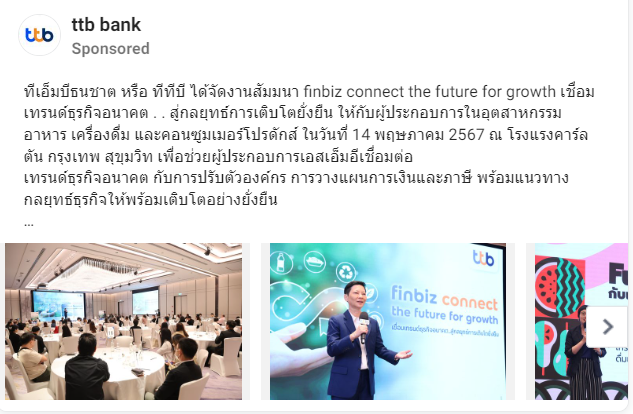 ttb
ttb bank
Sponsored
ทีเอ็มบีธนชาต หรือ ทีทีบี ได้จัดงานสัมมนา finbiz connect the future for growth เชื่อม
เทรนด์ธุรกิจอนาคต . . สู่กลยุทธ์การเติบโตยั่งยืน ให้กับผู้ประกอบการในอุตสาหกรรม
อาหาร เครื่องดื่ม และคอนซูมเมอร์โปรดักส์ ในวันที่ 14 พฤษภาคม 2567 ณ โรงแรงคาร์ล
ตัน กรุงเทพ สุขุมวิท เพื่อช่วยผู้ประกอบการเอสเอ็มอีเชื่อมต่อ
เทรนด์ธุรกิจอนาคต กับการปรับตัวองค์กร การวางแผนการเงินและภาษี พร้อมแนวทาง
กลยุทธ์ธุรกิจให้พร้อมเติบโตอย่างยั่งยืน
...
ttb
finbiz connect
the future for growth
เชื่อมเทรนด์ธุรกิจอนาคต..สู่กลยุทธ์การเติบโตยั่งยืน